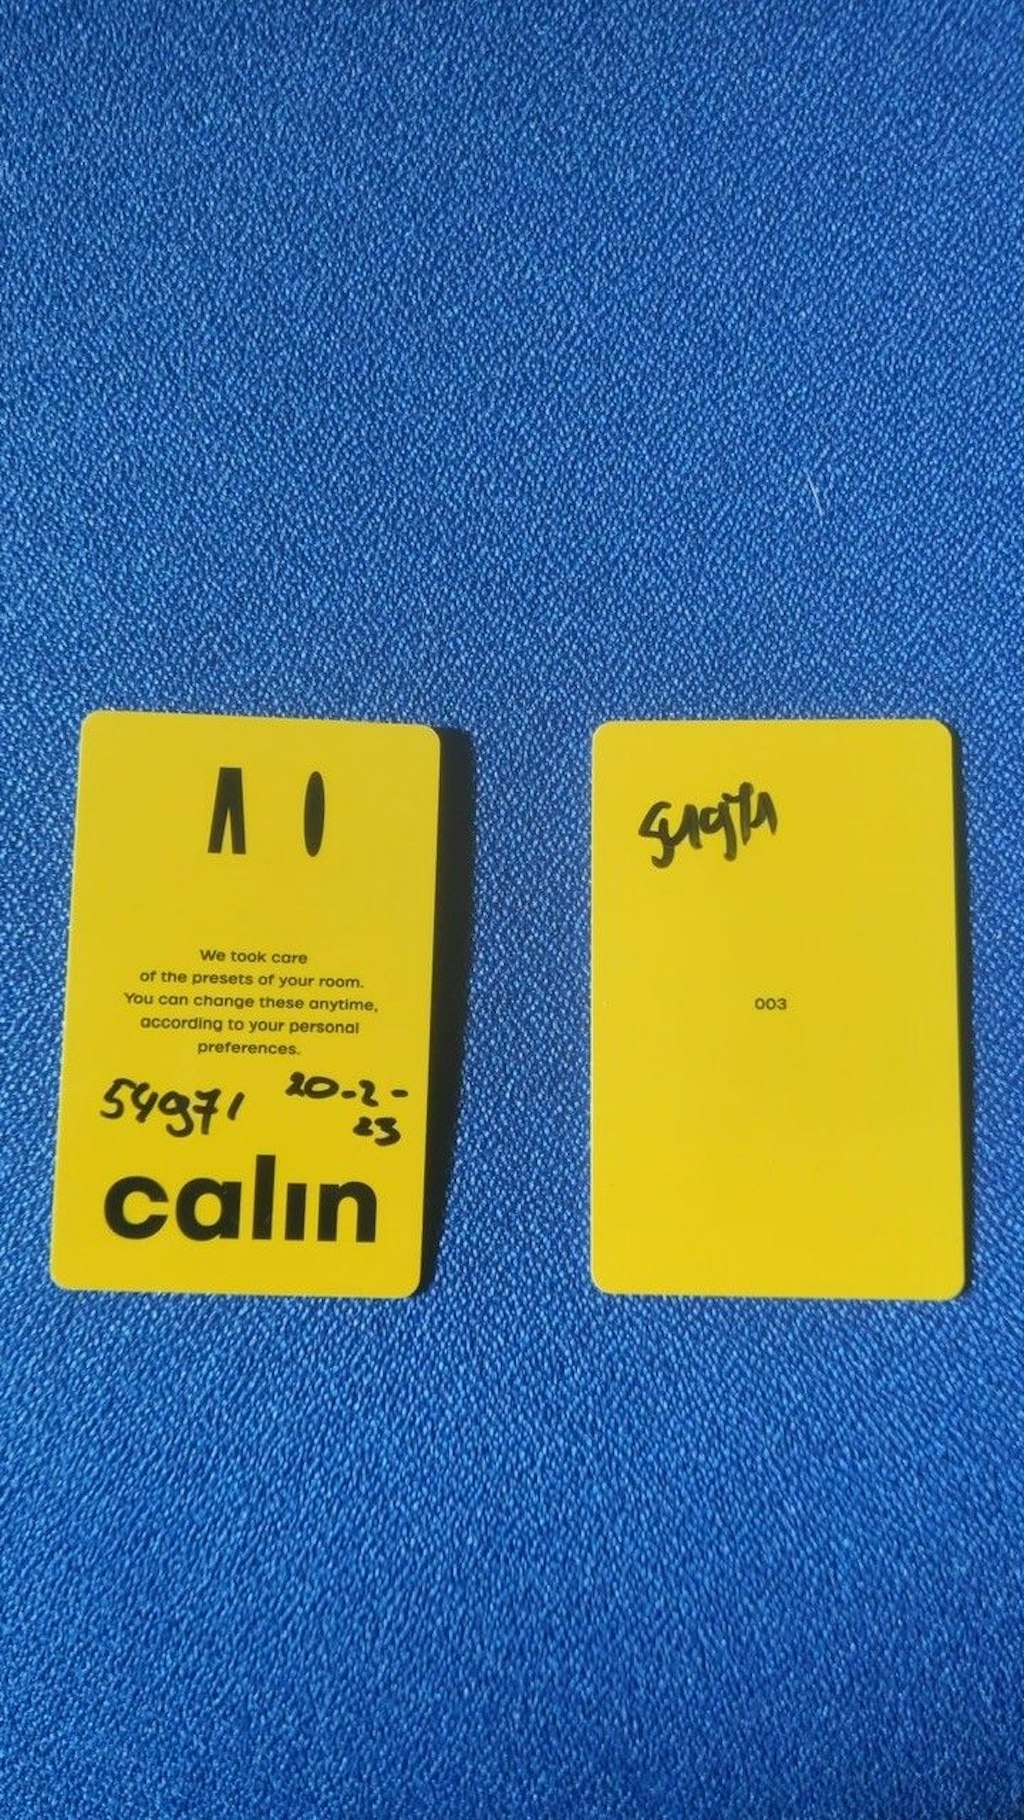 We took care
of the presets of your room.
You can change these anytime,
according to your personal
preferences.
54971
20-2-
23
calın
54971
003